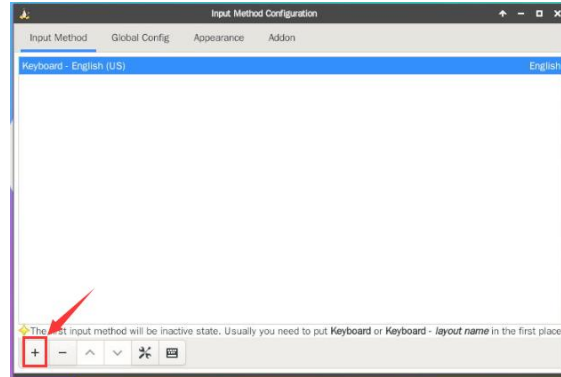 Input Method Configuration
Input Method Global Config Appearance Addon
Keyboard - English (US) English
The first input method will be inactive state. Usually you need to put Keyboard or Keyboard - layout name in the first place